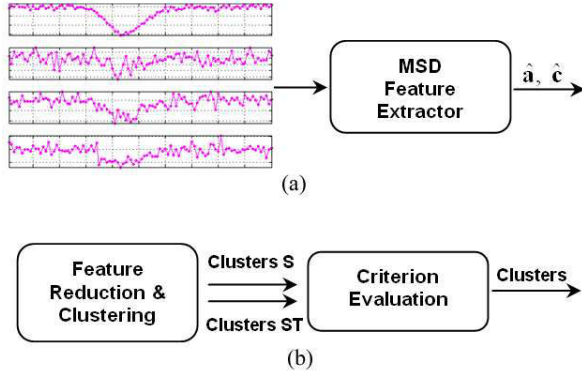 MSD
Feature
Extractor
â, ĉ
(a)
Feature
Reduction &
Clustering
Clusters S
Clusters ST
Criterion
Evaluation
Clusters
(b)